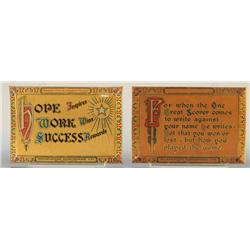 Hope Inspires
Work Wins
Success Rewards
For when the One
Great Scorer comes
to write against
your name He writes-
Not that you won or
lost - but how
you played the game.